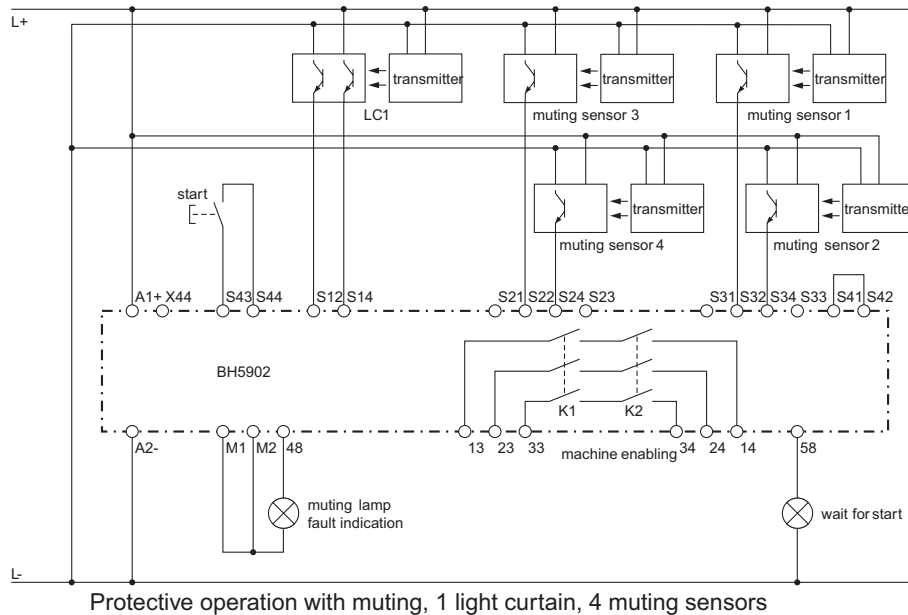 L+
transmitter
transmitter
transmitter
LC1
muting sensor 3
muting sensor 1
start
transmitter
transmitter
muting sensor 4
muting sensor 2
A1+ X44 S43 S44 S12 S14 S21 S22 S24 S23 S31 S32 S34 S33 S41 S42
BH5902
K1 K2
A2- M1 M2 48 13 23 33 machine enabling 34 24 14 58
muting lamp
fault indication
wait for start
L-
Protective operation with muting, 1 light curtain, 4 muting sensors